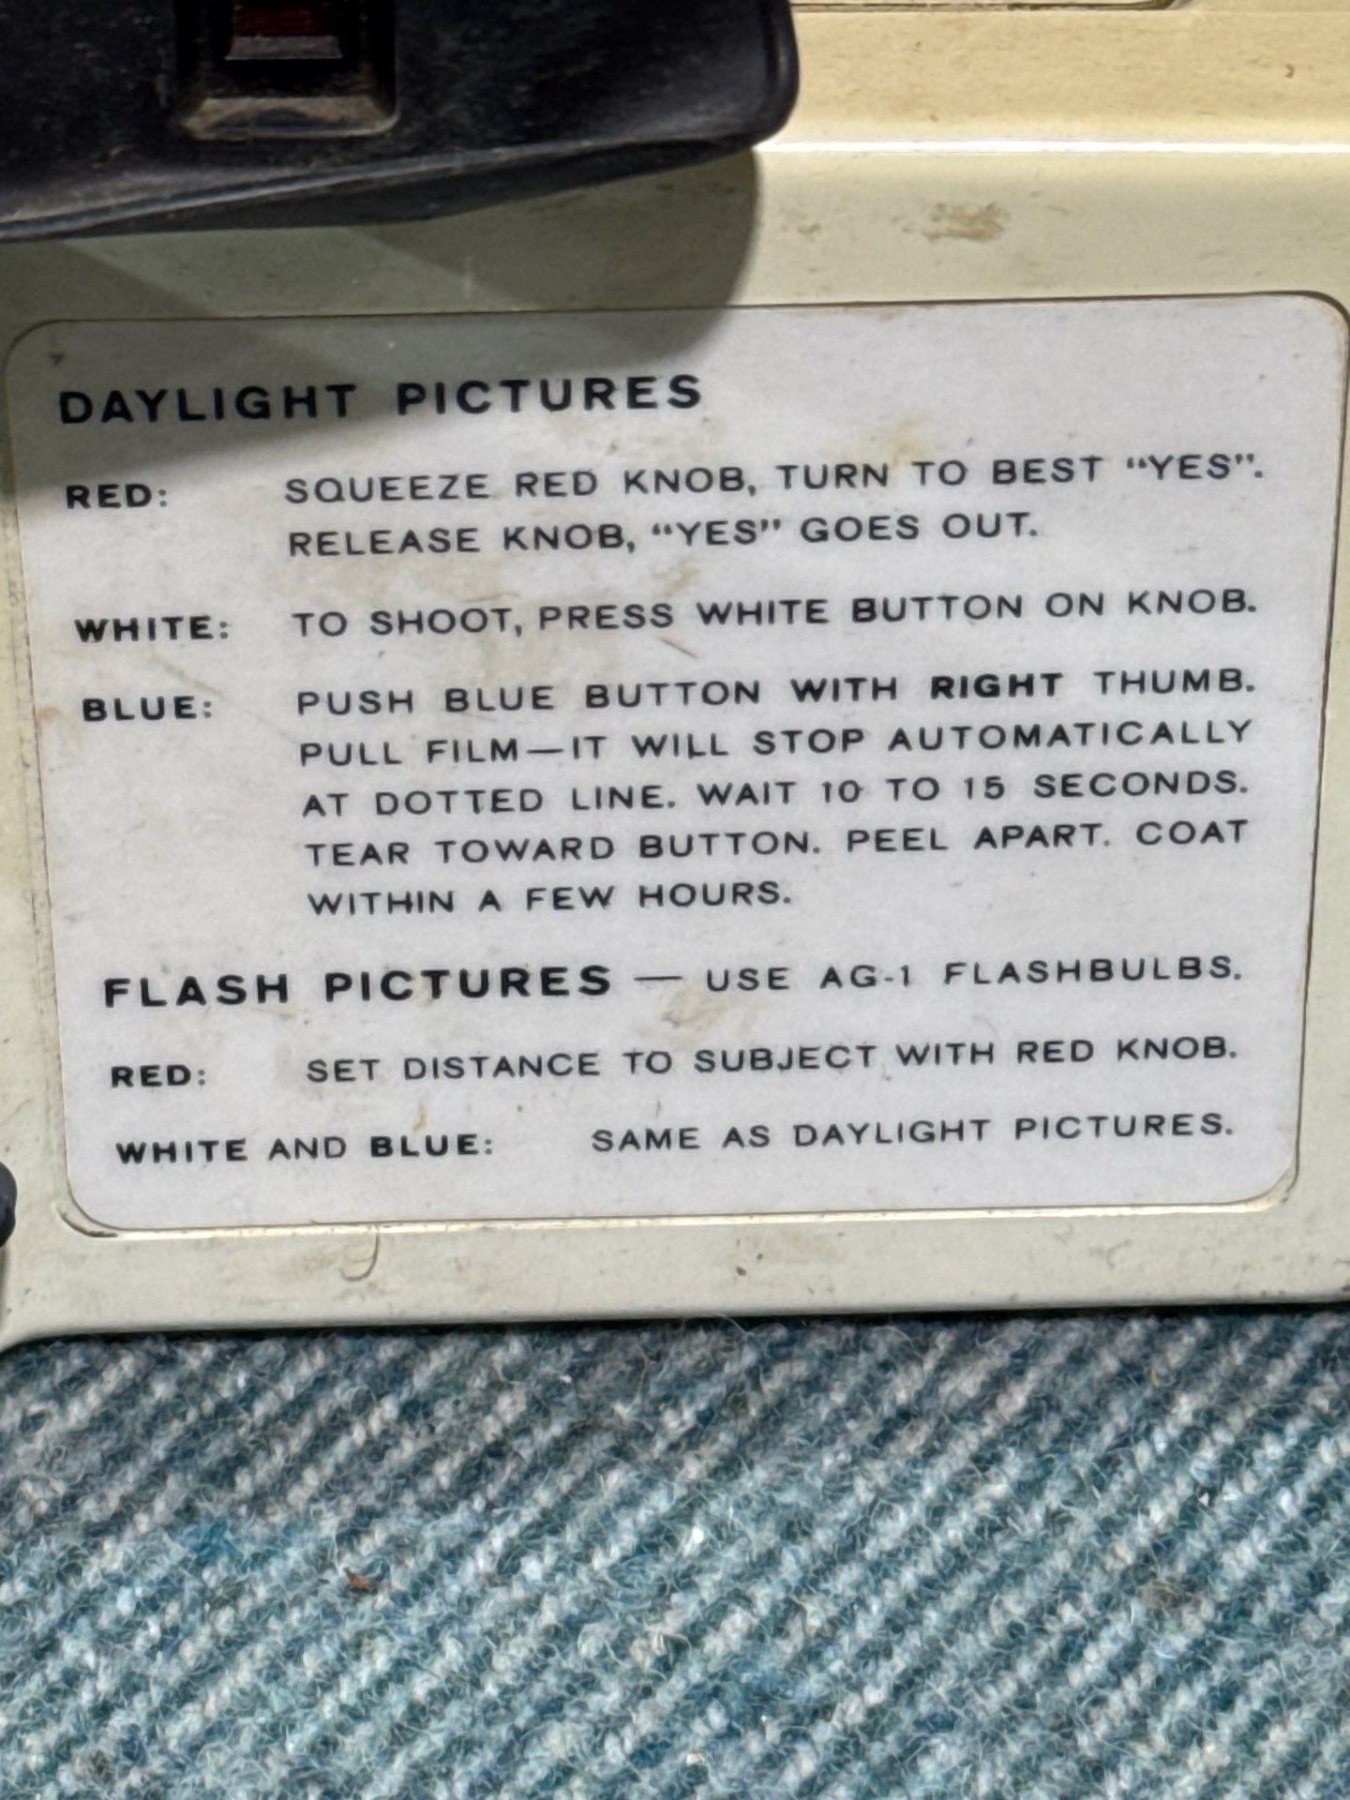 DAYLIGHT PICTURES
RED: SQUEEZE RED KNOB, TURN TO BEST “YES”.
RELEASE KNOB, “YES” GOES OUT.
WHITE: TO SHOOT, PRESS WHITE BUTTON ON KNOB.
BLUE: PUSH BLUE BUTTON WITH RIGHT THUMB.
PULL FILM—IT WILL STOP AUTOMATICALLY
AT DOTTED LINE. WAIT 10 TO 15 SECONDS.
TEAR TOWARD BUTTON. PEEL APART. COAT
WITHIN A FEW HOURS.
FLASH PICTURES — USE AG-1 FLASHBULBS.
RED: SET DISTANCE TO SUBJECT WITH RED KNOB.
WHITE AND BLUE: SAME AS DAYLIGHT PICTURES.